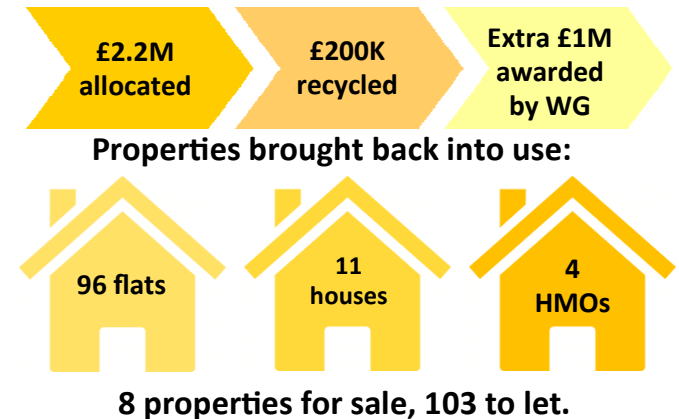 £2.2M
allocated
£200K
recycled
Extra £1M
awarded
by WG
Properties brought back into use:
96 flats
11
houses
4
HMOs
8 properties for sale, 103 to let.